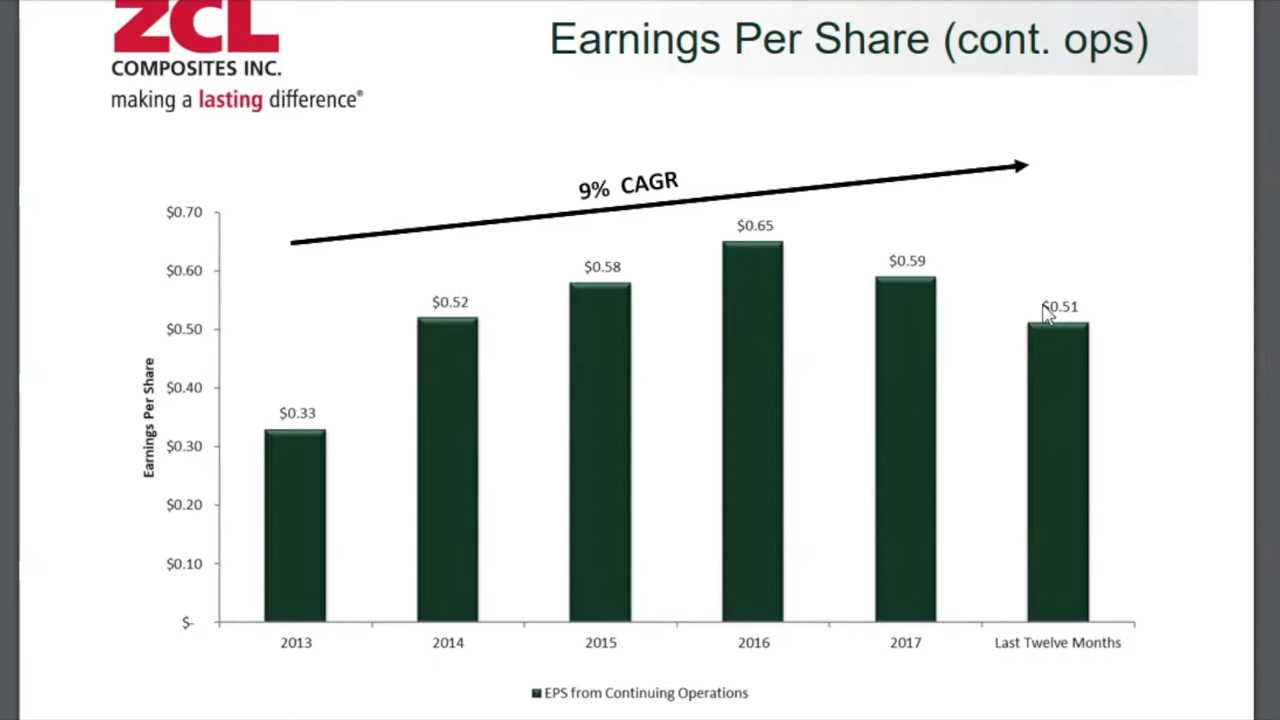 ZCL
COMPOSITES INC.
making a lasting difference®
Earnings Per Share (cont. ops)
9% CAGR
Earnings Per Share
$0.70
$0.60
$0.50
$0.40
$0.30
$0.20
$0.10
$-
$0.33
$0.52
$0.58
$0.65
$0.59
$0.51
2013
2014
2015
2016
2017
Last Twelve Months
EPS from Continuing Operations